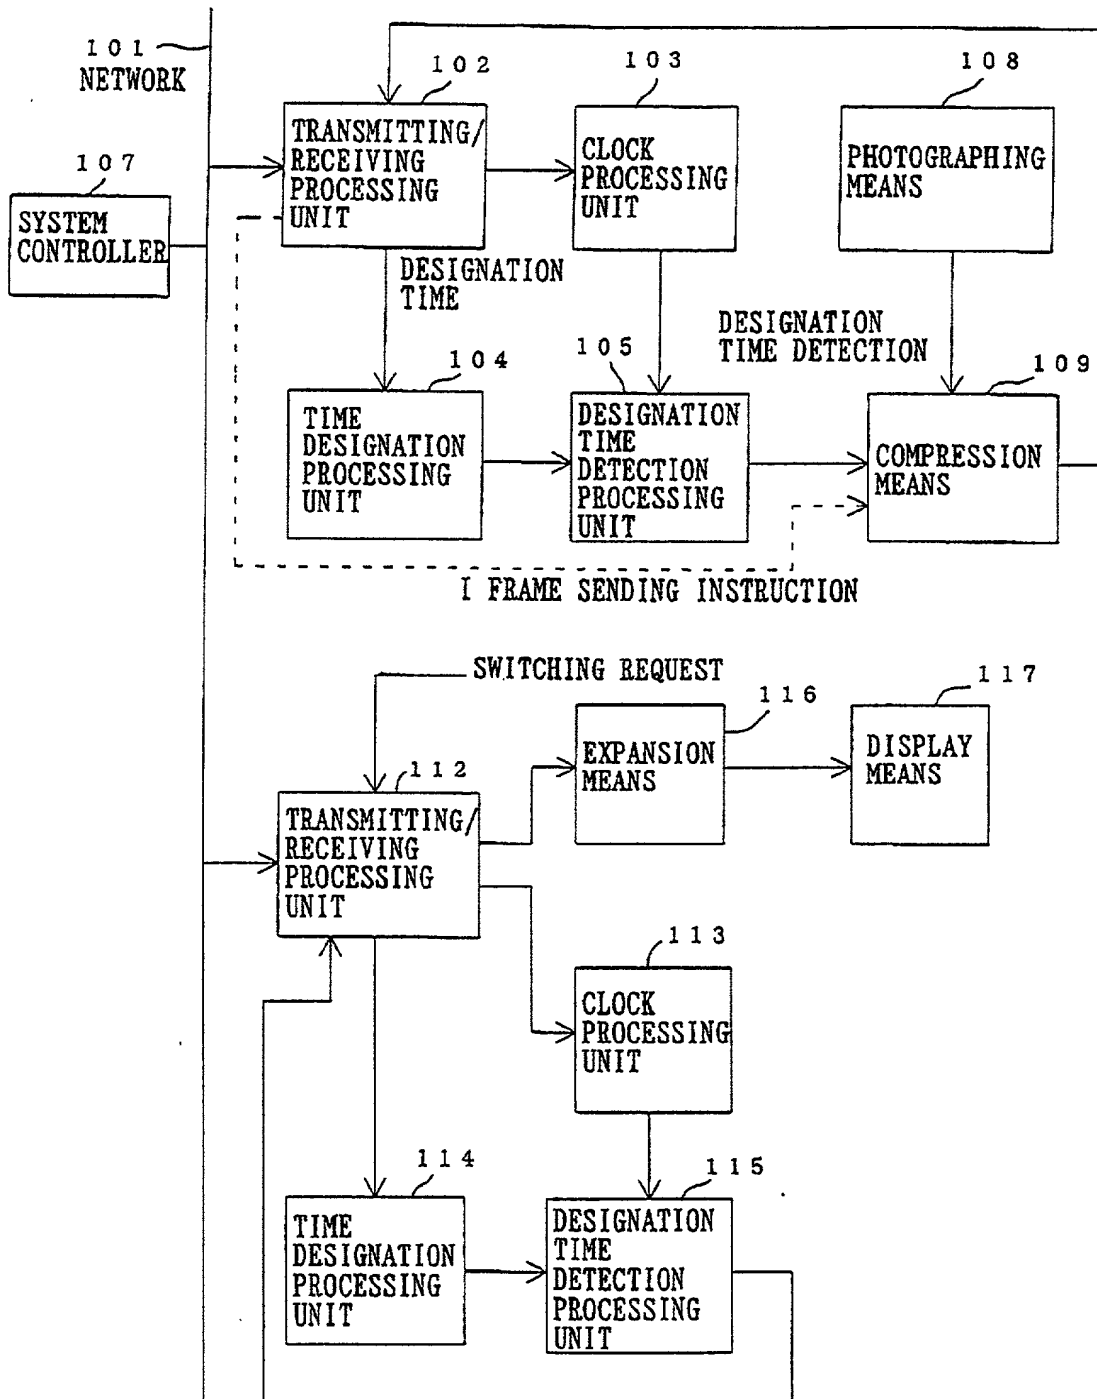 101
NETWORK
102
103
108
TRANSMITTING/
RECEIVING
PROCESSING
UNIT
CLOCK
PROCESSING
UNIT
PHOTOGRAPHING
MEANS
107
SYSTEM
CONTROLLER
DESIGNATION
TIME
DESIGNATION
TIME DETECTION
104
105
109
TIME
DESIGNATION
PROCESSING
UNIT
DESIGNATION
TIME
DETECTION
PROCESSING
UNIT
COMPRESSION
MEANS
I FRAME SENDING INSTRUCTION
SWITCHING REQUEST
116
117
EXPANSION
MEANS
DISPLAY
MEANS
112
TRANSMITTING/
RECEIVING
PROCESSING
UNIT
113
CLOCK
PROCESSING
UNIT
114
115
TIME
DESIGNATION
PROCESSING
UNIT
DESIGNATION
TIME
DETECTION
PROCESSING
UNIT